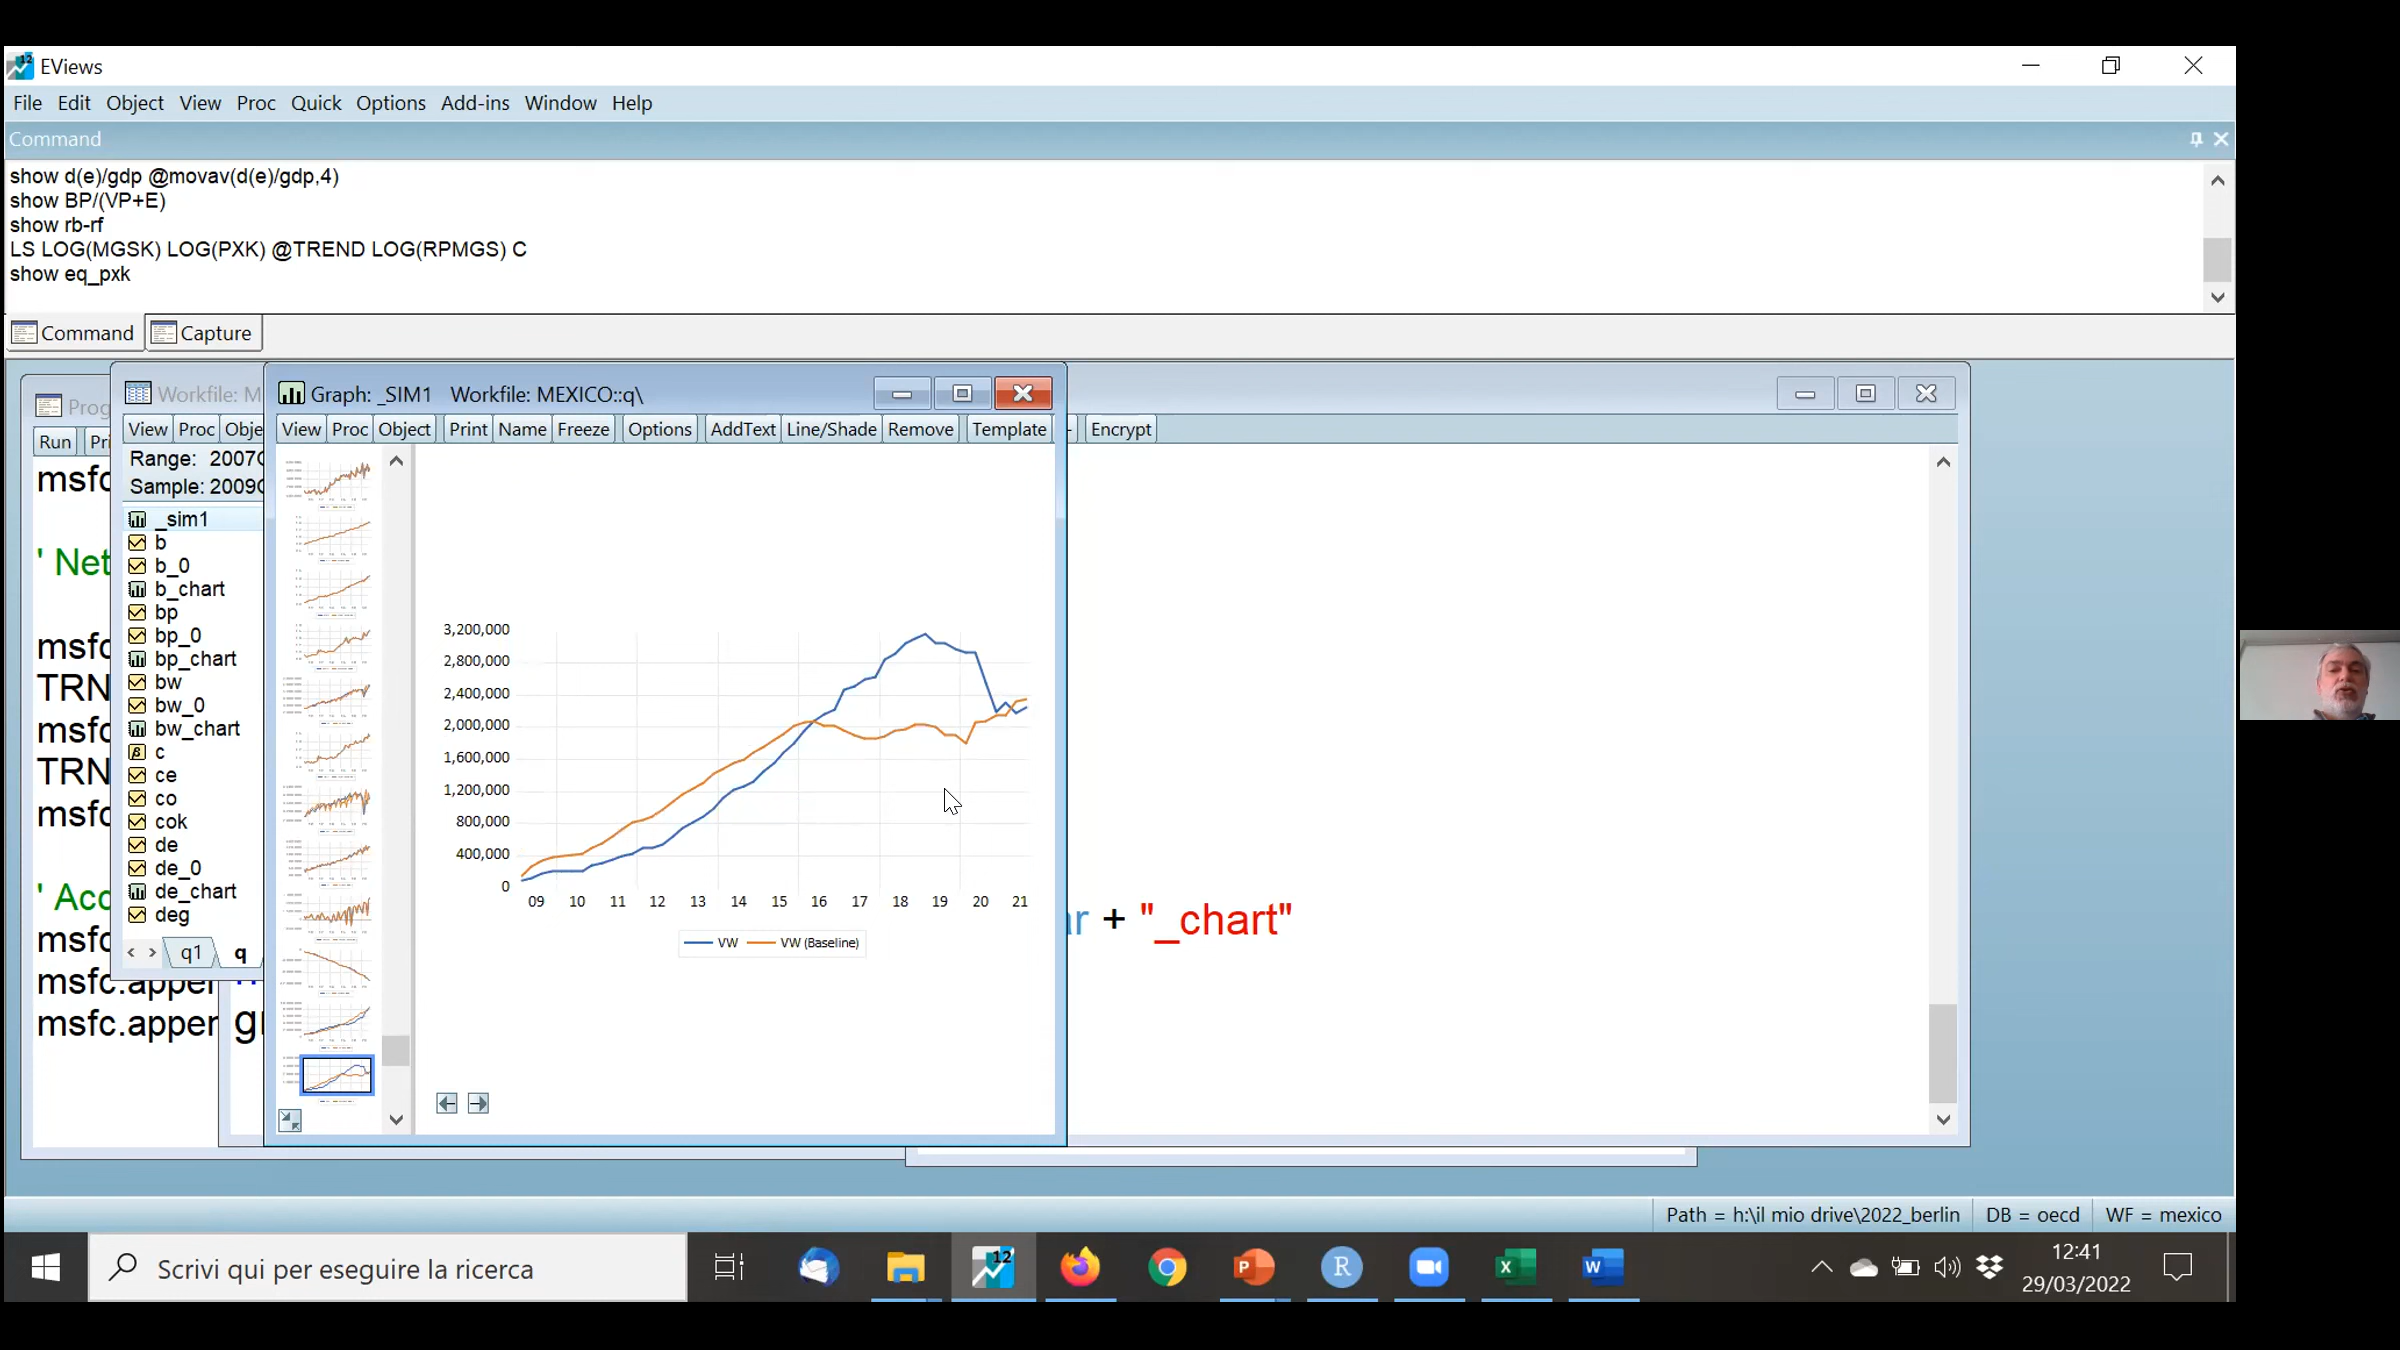 EViews
File Edit Object View Proc Quick Options Add-ins Window Help
Command
show d(e)/gdp @movav(d(e)/gdp,4)
show BP/(VP+E)
show rb-rf
LS LOG(MGSK) LOG(PXK) @TREND LOG(RPMGS) C
show eq_pxk
Command Capture
Prog
Run Pri
msfc
' Net
msfc
TRN
msfc
TRN
msfc
' Acc
msfc
msfc.apper
msfc.apper
Workfile: M
View Proc Obje
Range: 2007
Sample: 2009
_sim1
b
b_0
b_chart
bp
bp_0
bp_chart
bw
bw_0
bw_chart
c
ce
co
cok
de
de_0
de_chart
deg
q1 q
Graph: _SIM1 Workfile: MEXICO::q\
View Proc Object Print Name Freeze Options AddText Line/Shade Remove Template
Encrypt
3,200,000
2,800,000
2,400,000
2,000,000
1,600,000
1,200,000
800,000
400,000
0
09 10 11 12 13 14 15 16 17 18 19 20 21
VW VW (Baseline)
ar + "_chart"
Path = h:\il mio drive\2022_berlin DB = oecd WF = mexico
Scrivi qui per eseguire la ricerca
12
12:41
29/03/2022